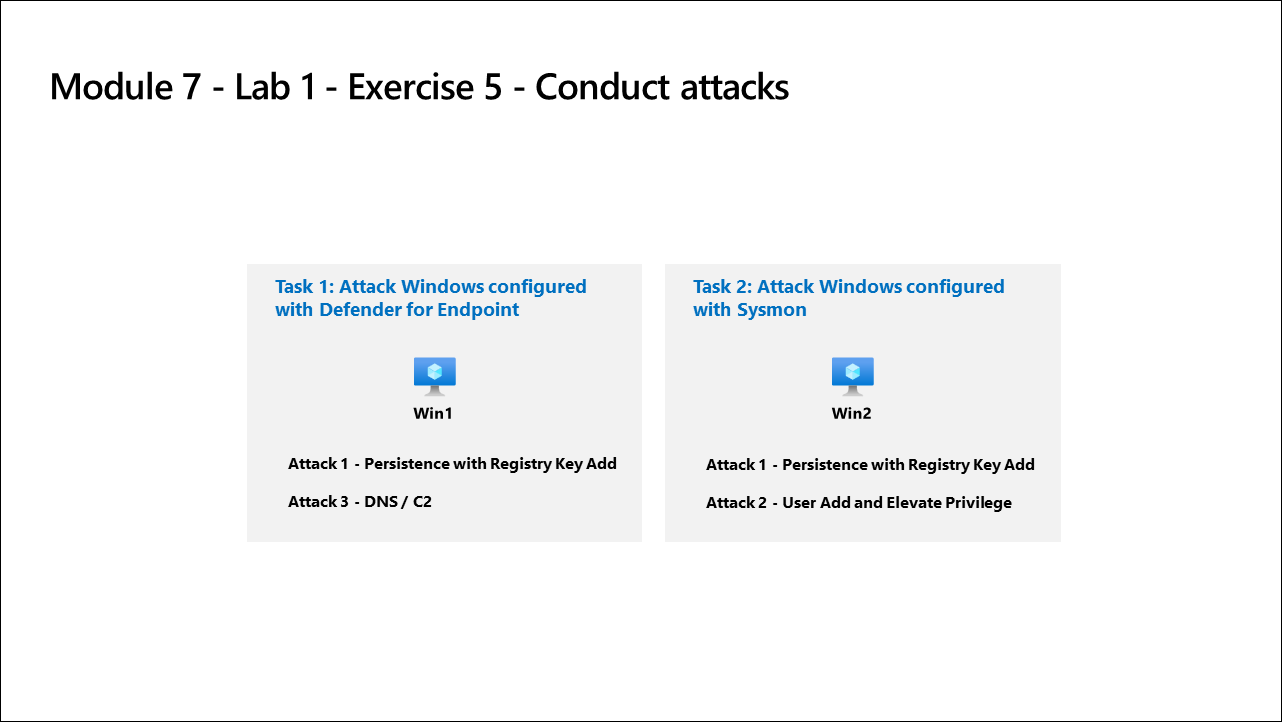 Module 7 - Lab 1 - Exercise 5 - Conduct attacks
Task 1: Attack Windows configured
with Defender for Endpoint
Win1
Attack 1 - Persistence with Registry Key Add
Attack 3 - DNS / C2
Task 2: Attack Windows configured
with Sysmon
Win2
Attack 1 - Persistence with Registry Key Add
Attack 2 - User Add and Elevate Privilege